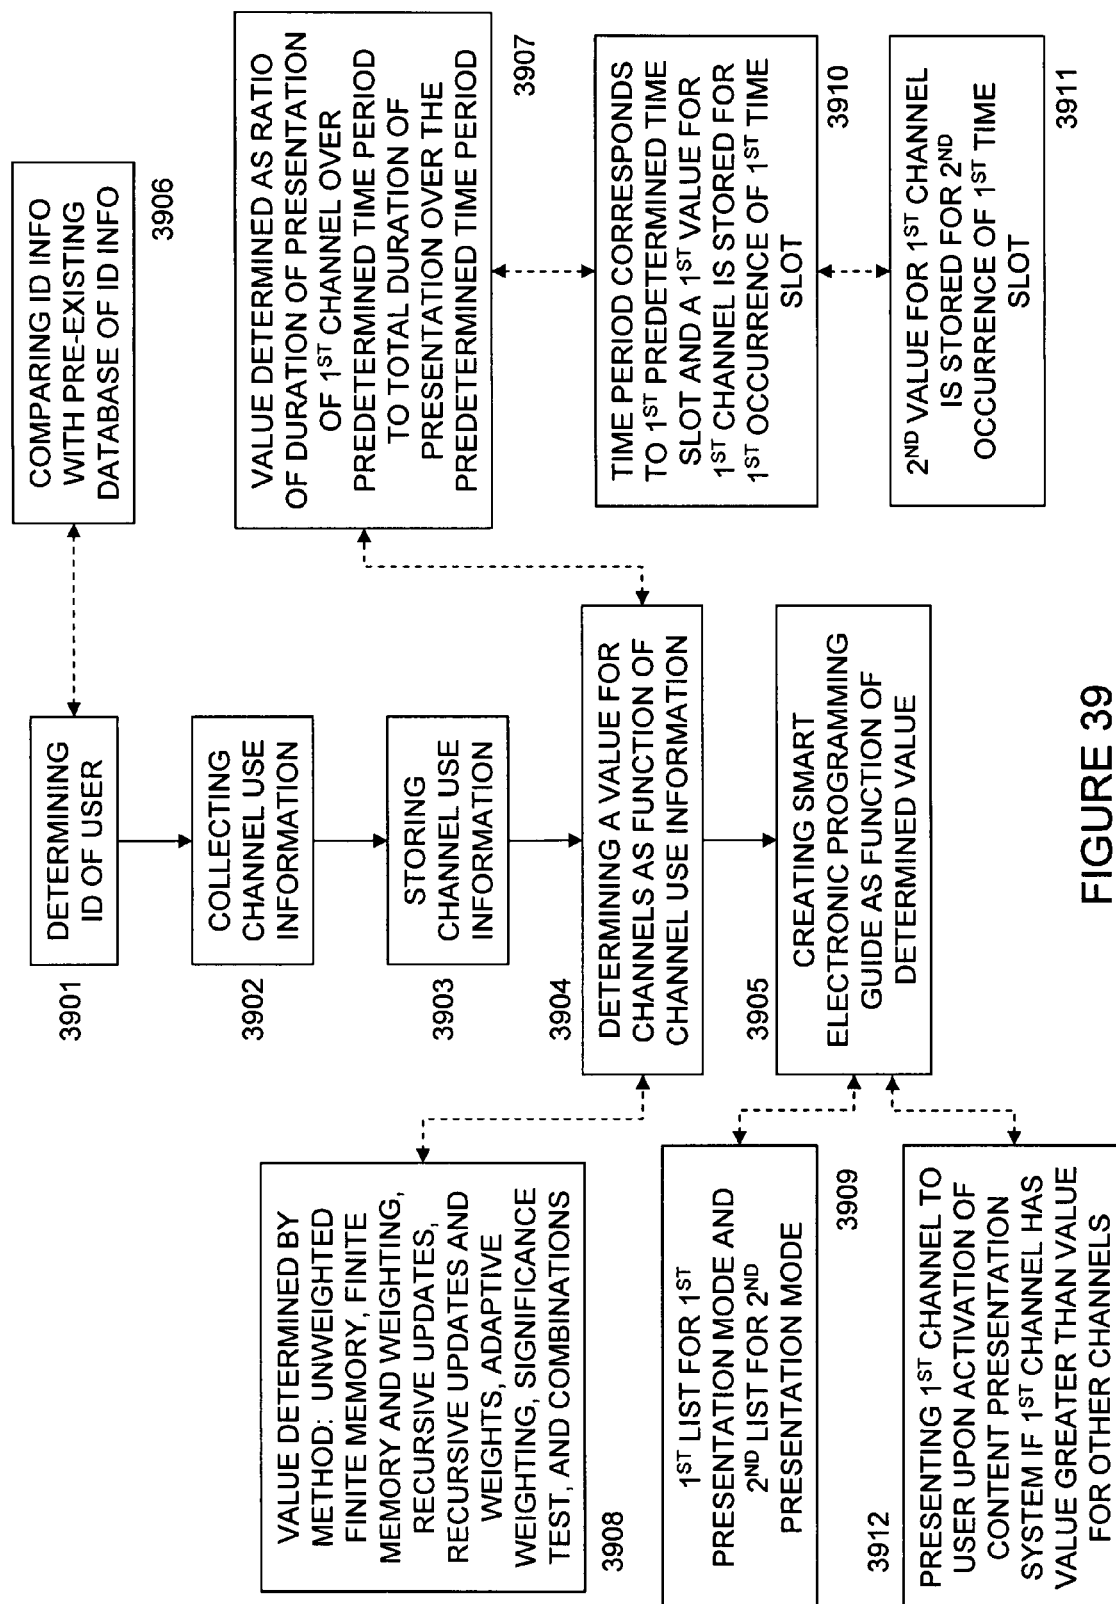 DETERMINING
ID OF USER
3901
COLLECTING
CHANNEL USE
INFORMATION
3902
STORING
CHANNEL USE
INFORMATION
3903
DETERMINING A VALUE FOR
CHANNELS AS FUNCTION OF
CHANNEL USE INFORMATION
3904
CREATING SMART
ELECTRONIC PROGRAMMING
GUIDE AS FUNCTION OF
DETERMINED VALUE
3905
COMPARING ID INFO
WITH PRE-EXISTING
DATABASE OF ID INFO
3906
VALUE DETERMINED AS RATIO
OF DURATION OF PRESENTATION
OF 1ST CHANNEL OVER
PREDETERMINED TIME PERIOD
TO TOTAL DURATION OF
PRESENTATION OVER THE
PREDETERMINED TIME PERIOD
3907
VALUE DETERMINED BY
METHOD: UNWEIGHTED
FINITE MEMORY, FINITE
MEMORY AND WEIGHTING,
RECURSIVE UPDATES,
RECURSIVE UPDATES AND
WEIGHTS, ADAPTIVE
WEIGHTING, SIGNIFICANCE
TEST, AND COMBINATIONS
3908
1ST LIST FOR 1ST
PRESENTATION MODE AND
2ND LIST FOR 2ND
PRESENTATION MODE
3909
TIME PERIOD CORRESPONDS
TO 1ST PREDETERMINED TIME
SLOT AND A 1ST VALUE FOR
1ST CHANNEL IS STORED FOR
1ST OCCURRENCE OF 1ST TIME
SLOT
3910
2ND VALUE FOR 1ST CHANNEL
IS STORED FOR 2ND
OCCURRENCE OF 1ST TIME
SLOT
3911
PRESENTING 1ST CHANNEL TO
USER UPON ACTIVATION OF
CONTENT PRESENTATION
SYSTEM IF 1ST CHANNEL HAS
VALUE GREATER THAN VALUE
FOR OTHER CHANNELS
3912
FIGURE 39